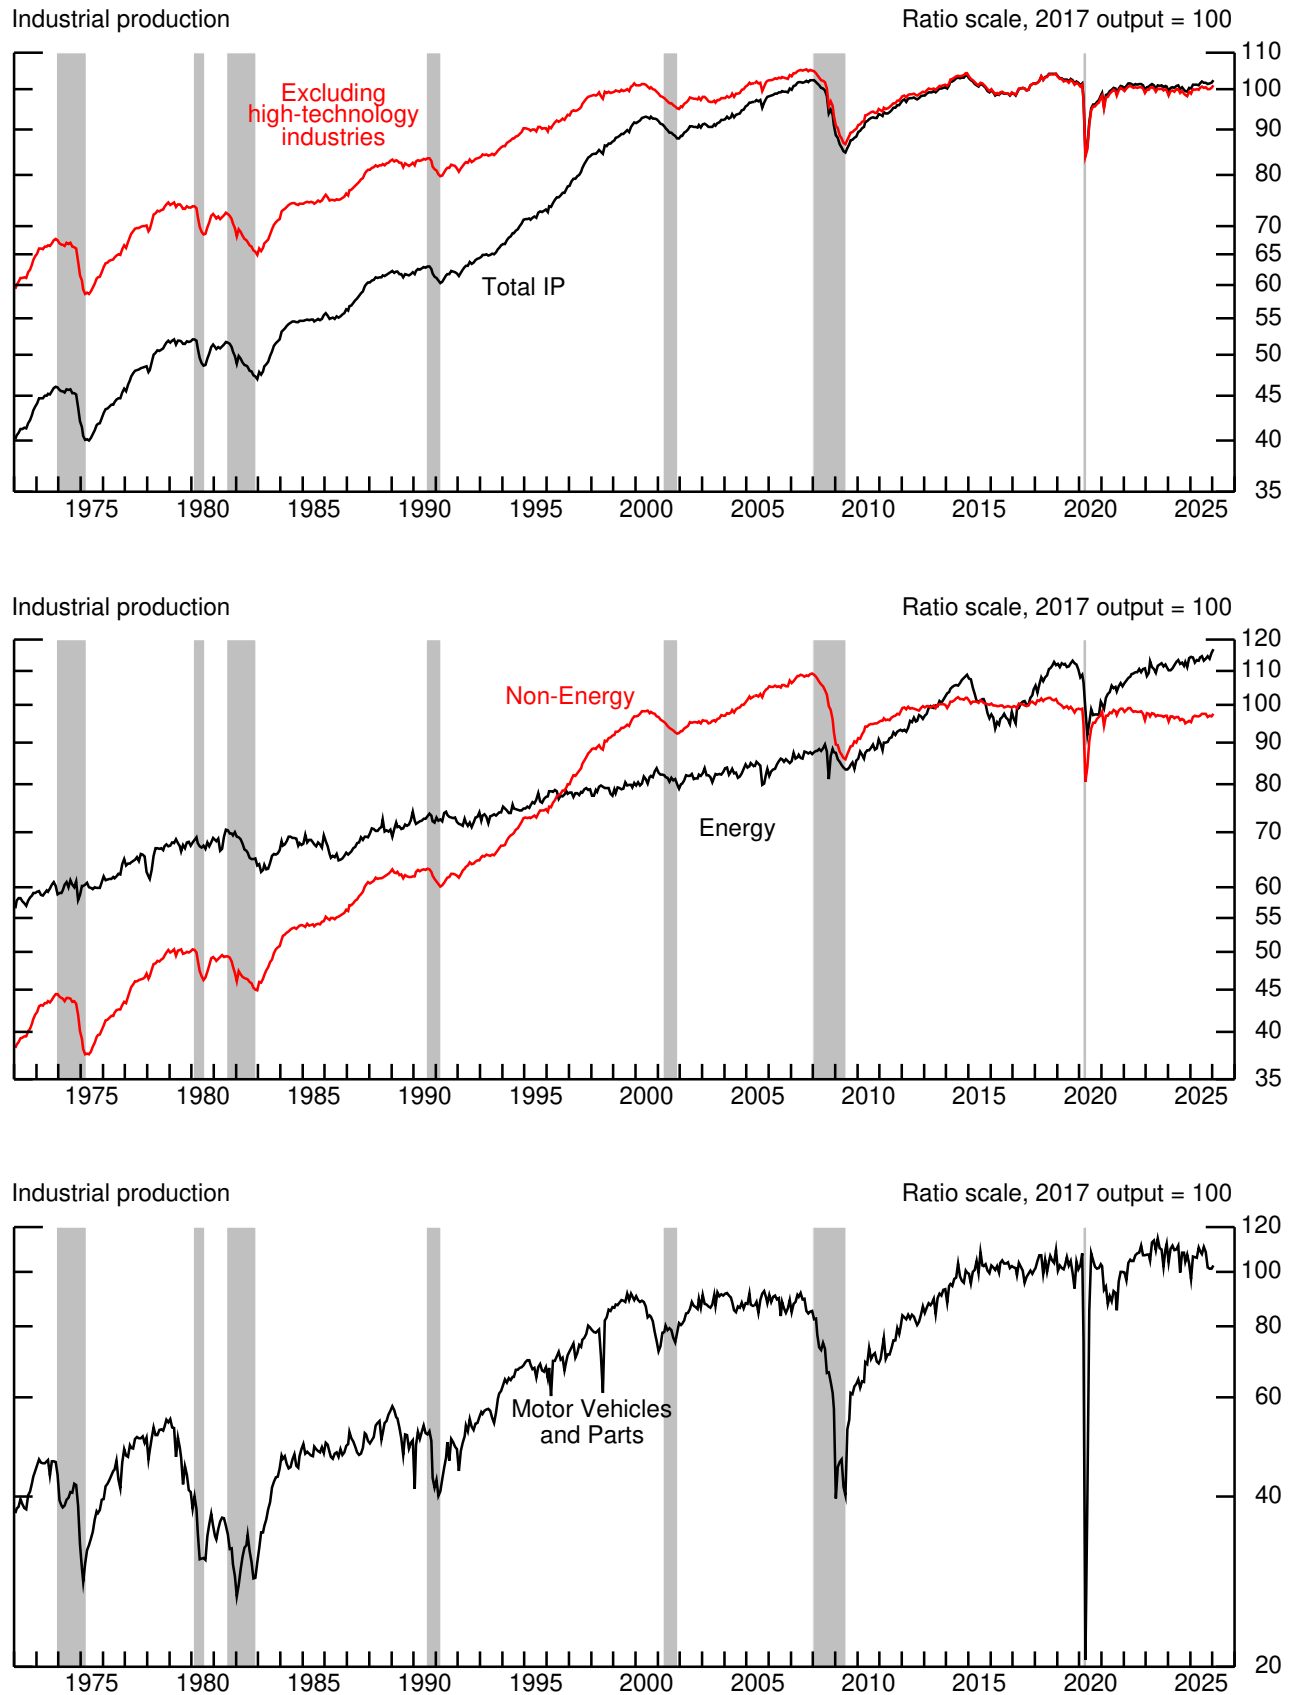 Industrial production
Ratio scale, 2017 output = 100
Excluding
high-technology
industries
Total IP
110
100
90
80
70
65
60
55
50
45
40
35
1975 1980 1985 1990 1995 2000 2005 2010 2015 2020 2025
Industrial production
Ratio scale, 2017 output = 100
Non-Energy
Energy
120
110
100
90
80
70
60
55
50
45
40
35
1975 1980 1985 1990 1995 2000 2005 2010 2015 2020 2025
Industrial production
Ratio scale, 2017 output = 100
Motor Vehicles
and Parts
120
100
80
60
40
20
1975 1980 1985 1990 1995 2000 2005 2010 2015 2020 2025